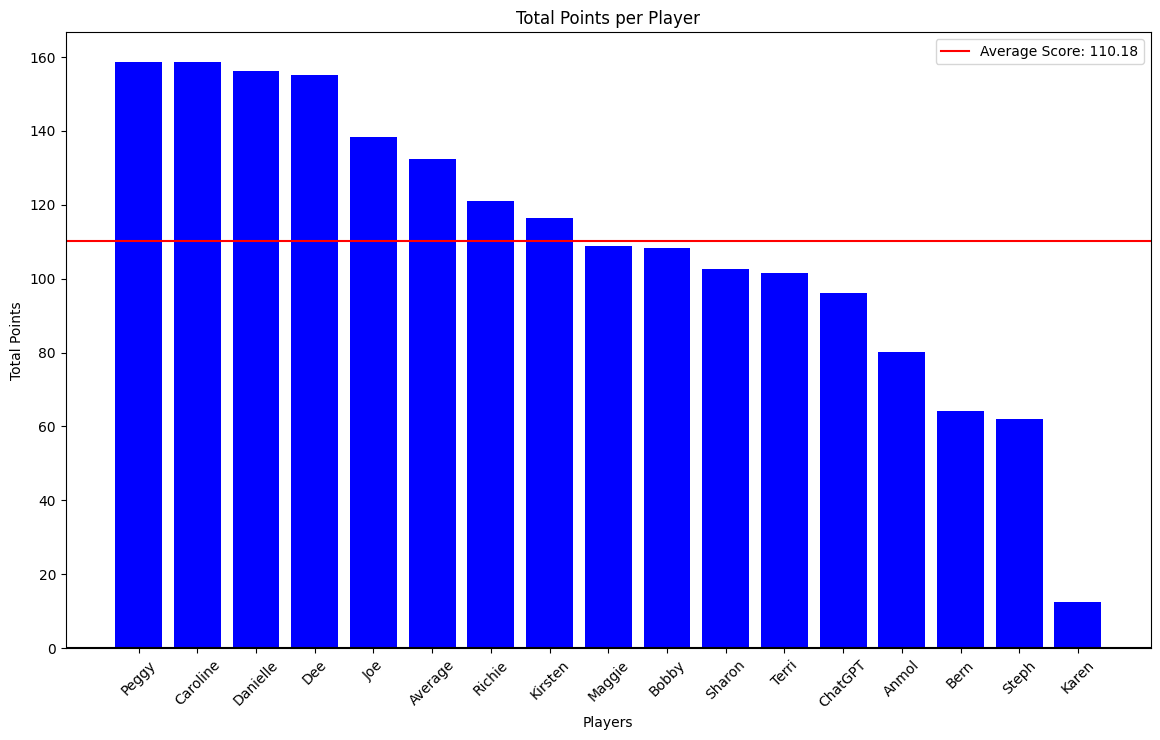 Total Points per Player
Average Score: 110.18
Total Points
160
140
120
100
80
60
40
20
0
Peggy
Caroline
Danielle
Dee
Joe
Average
Richie
Kirsten
Maggie
Bobby
Sharon
Terri
ChatGPT
Anmol
Bern
Steph
Karen
Players